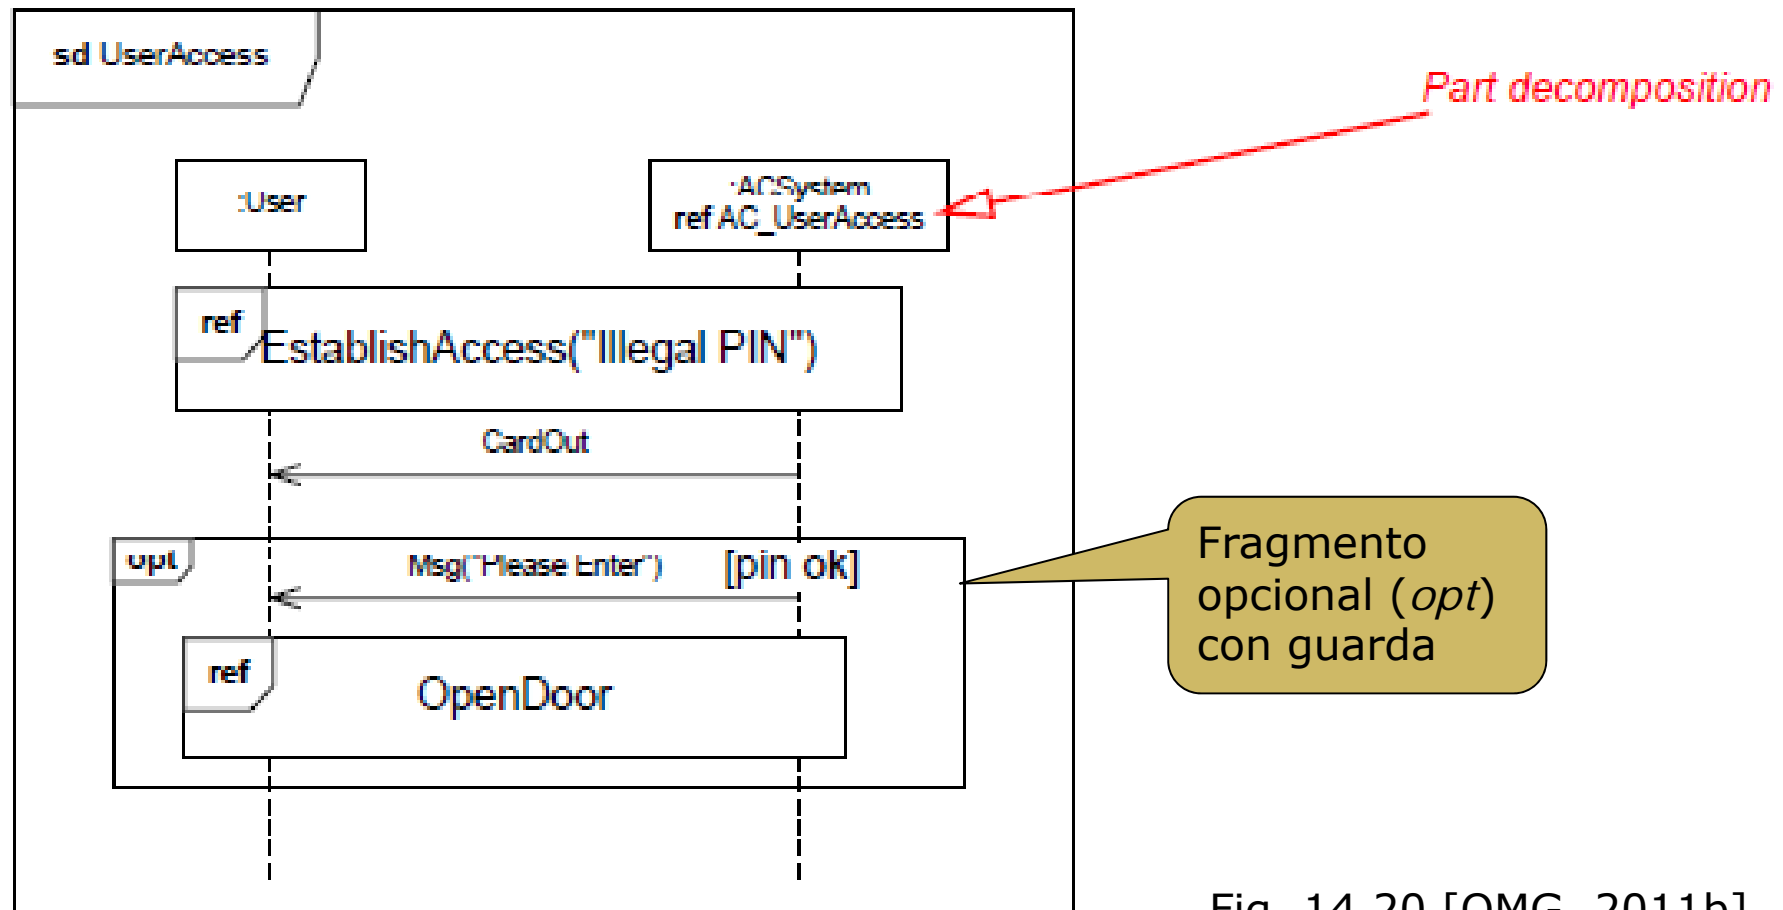 sd UserAccess
Part decomposition
:User
:ACSystem
ref AC_UserAccess
ref
EstablishAccess("Illegal PIN")
CardOut
opt
Msg("Please Enter")
[pin ok]
Fragmento
opcional (opt)
con guarda
ref
OpenDoor
Fig. 14.20 [OMG, 2011b]